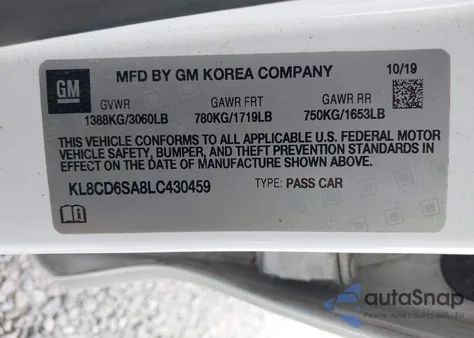 GM
MFD BY GM KOREA COMPANY
10/19
GVWR GAWR FRT GAWR RR
1388KG/3060LB 780KG/1719LB 750KG/1653LB
THIS VEHICLE CONFORMS TO ALL APPLICABLE U.S. FEDERAL MOTOR
VEHICLE SAFETY, BUMPER, AND THEFT PREVENTION STANDARDS IN
EFFECT ON THE DATE OF MANUFACTURE SHOWN ABOVE.
KL8CD6SA8LC430459 TYPE: PASS CAR
autoSnap